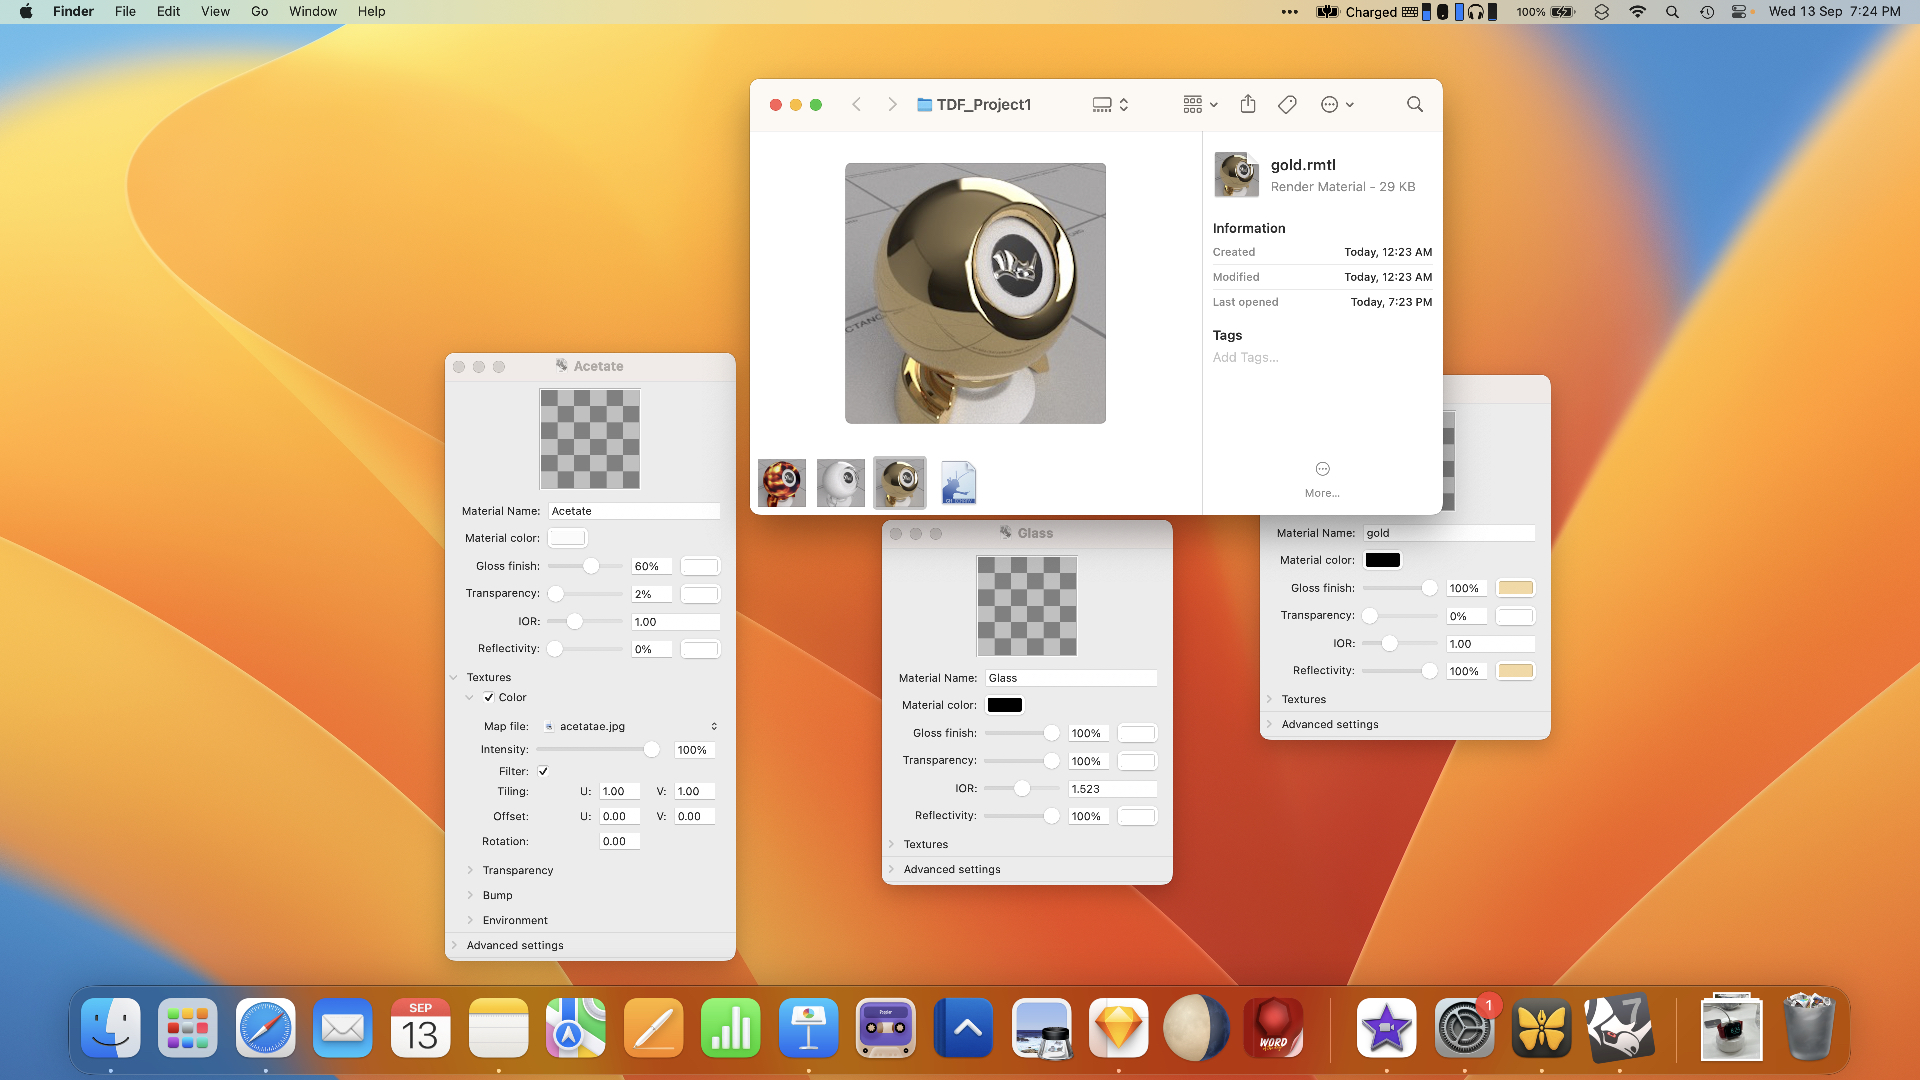 Finder File Edit View Go Window Help
Charged 100% Wed 13 Sep 7:24 PM
TDF_Project1
gold.rmtl
Render Material - 29 KB
Information
Created Today, 12:23 AM
Modified Today, 12:23 AM
Last opened Today, 7:23 PM
Tags
Add Tags...
More...
Acetate
Material Name: Acetate
Material color:
Gloss finish: 60%
Transparency: 2%
IOR: 1.00
Reflectivity: 0%
Textures
Color
Map file: acetatae.jpg
Intensity: 100%
Filter:
Tiling: U: 1.00 V: 1.00
Offset: U: 0.00 V: 0.00
Rotation: 0.00
Transparency
Bump
Environment
Advanced settings
Glass
Material Name: Glass
Material color:
Gloss finish: 100%
Transparency: 100%
IOR: 1.523
Reflectivity: 100%
Textures
Advanced settings
Material Name: gold
Material color:
Gloss finish: 100%
Transparency: 0%
IOR: 1.00
Reflectivity: 100%
Textures
Advanced settings
SEP
13
WORD
1
7